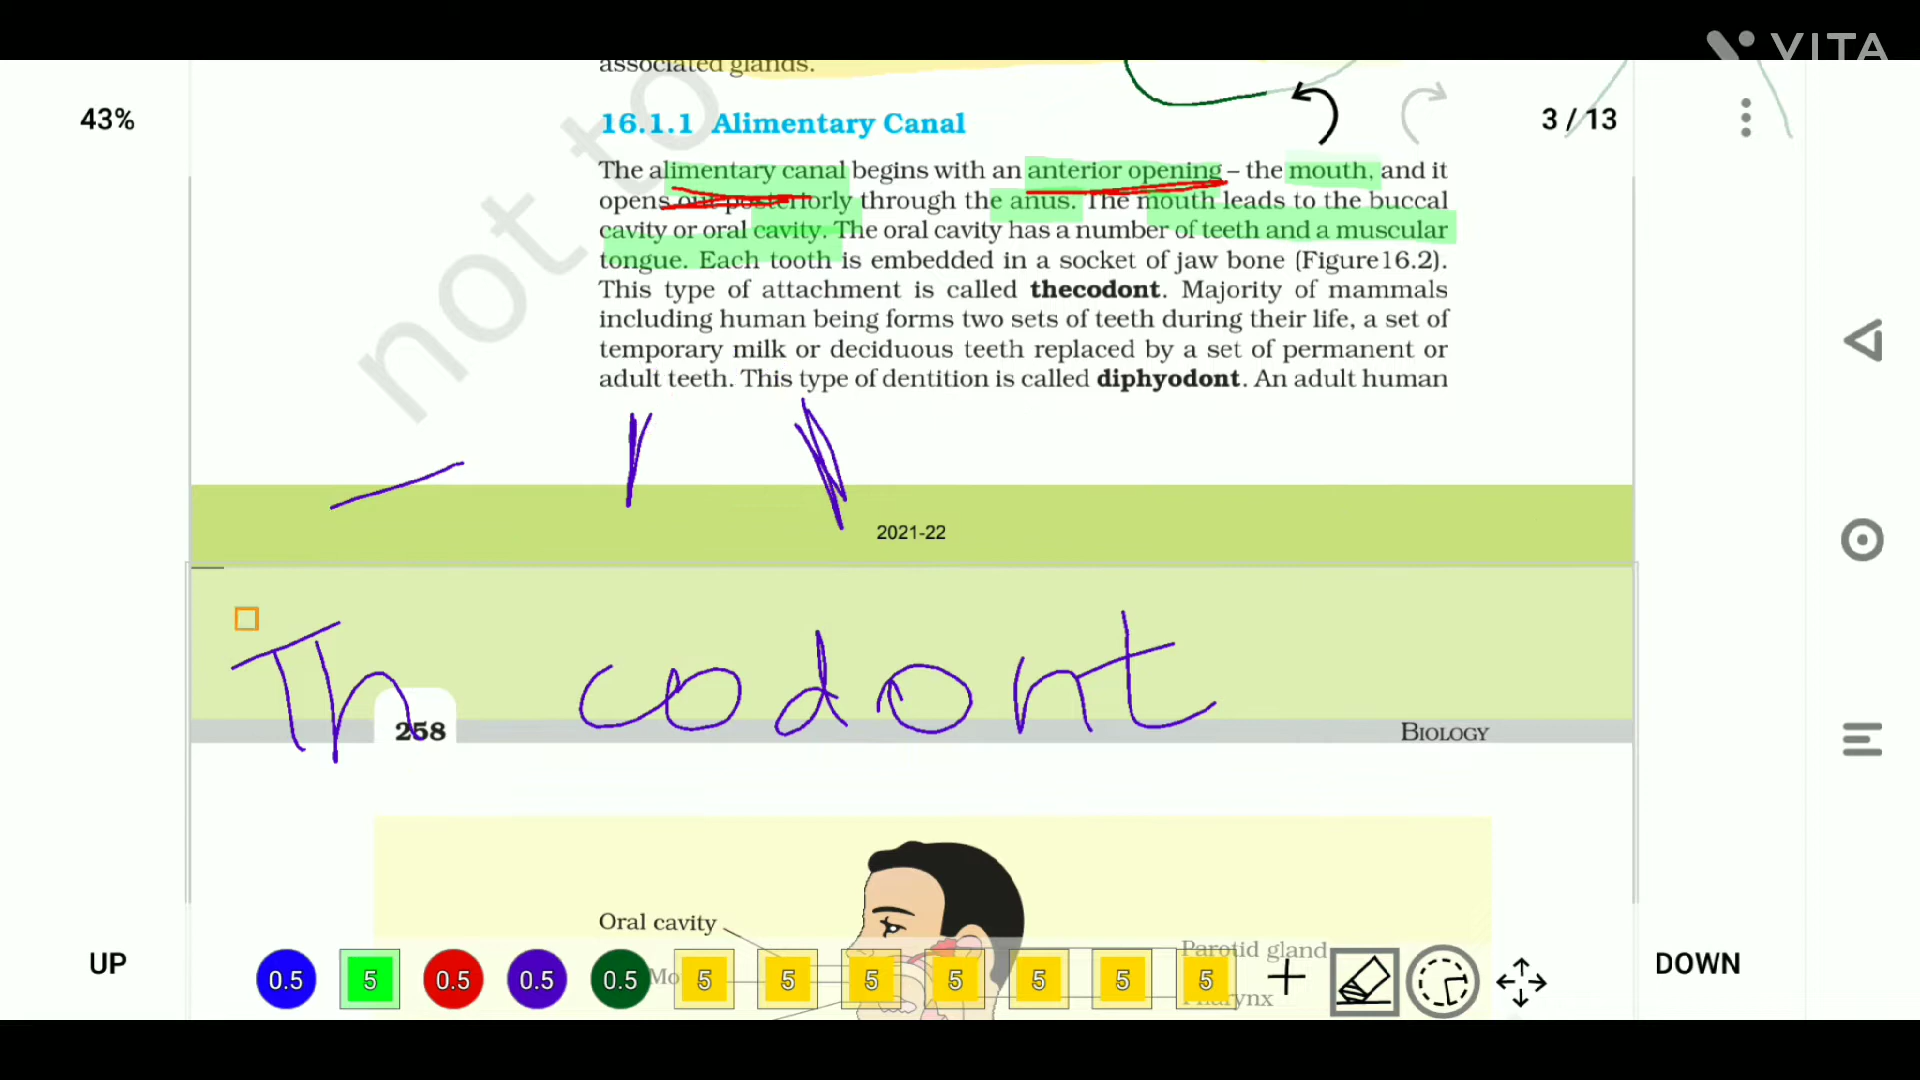 VITA
associated glands.
43%
16.1.1 Alimentary Canal
3 / 13
The alimentary canal begins with an anterior opening – the mouth, and it
opens out posteriorly through the anus. The mouth leads to the buccal
cavity or oral cavity. The oral cavity has a number of teeth and a muscular
tongue. Each tooth is embedded in a socket of jaw bone (Figure16.2).
This type of attachment is called thecodont. Majority of mammals
including human being forms two sets of teeth during their life, a set of
temporary milk or deciduous teeth replaced by a set of permanent or
adult teeth. This type of dentition is called diphyodont. An adult human
not to
2021-22
Th codont
258
BIOLOGY
Oral cavity
Parotid gland
UP
0.5 5 0.5 0.5 0.5 Mo 5 5 5 5 5 5 5
DOWN